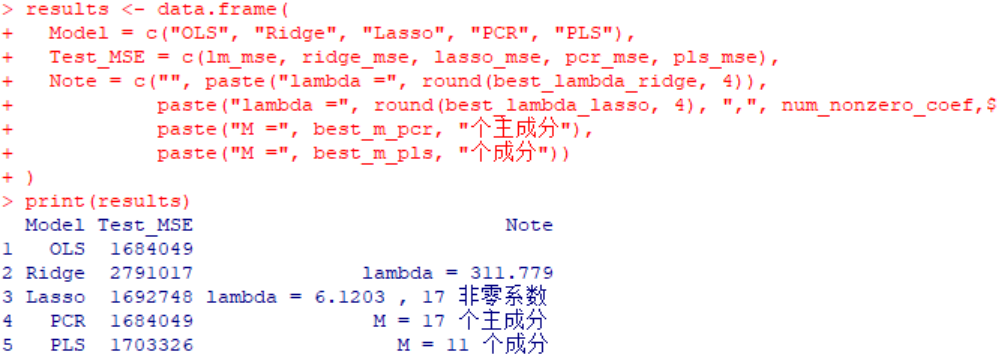 > results <- data.frame(
+   Model = c("OLS", "Ridge", "Lasso", "PCR", "PLS"),
+   Test_MSE = c(lm_mse, ridge_mse, lasso_mse, pcr_mse, pls_mse),
+   Note = c("", paste("lambda =", round(best_lambda_ridge, 4)),
+            paste("lambda =", round(best_lambda_lasso, 4), ",", num_nonzero_coef,$
+            paste("M =", best_m_pcr, "个主成分"),
+            paste("M =", best_m_pls, "个成分"))
+ )
> print(results)
  Model Test_MSE                         Note
1   OLS  1684049
2 Ridge  2791017             lambda = 311.779
3 Lasso  1692748 lambda = 6.1203 , 17 非零系数
4   PCR  1684049              M = 17 个主成分
5   PLS  1703326                M = 11 个成分